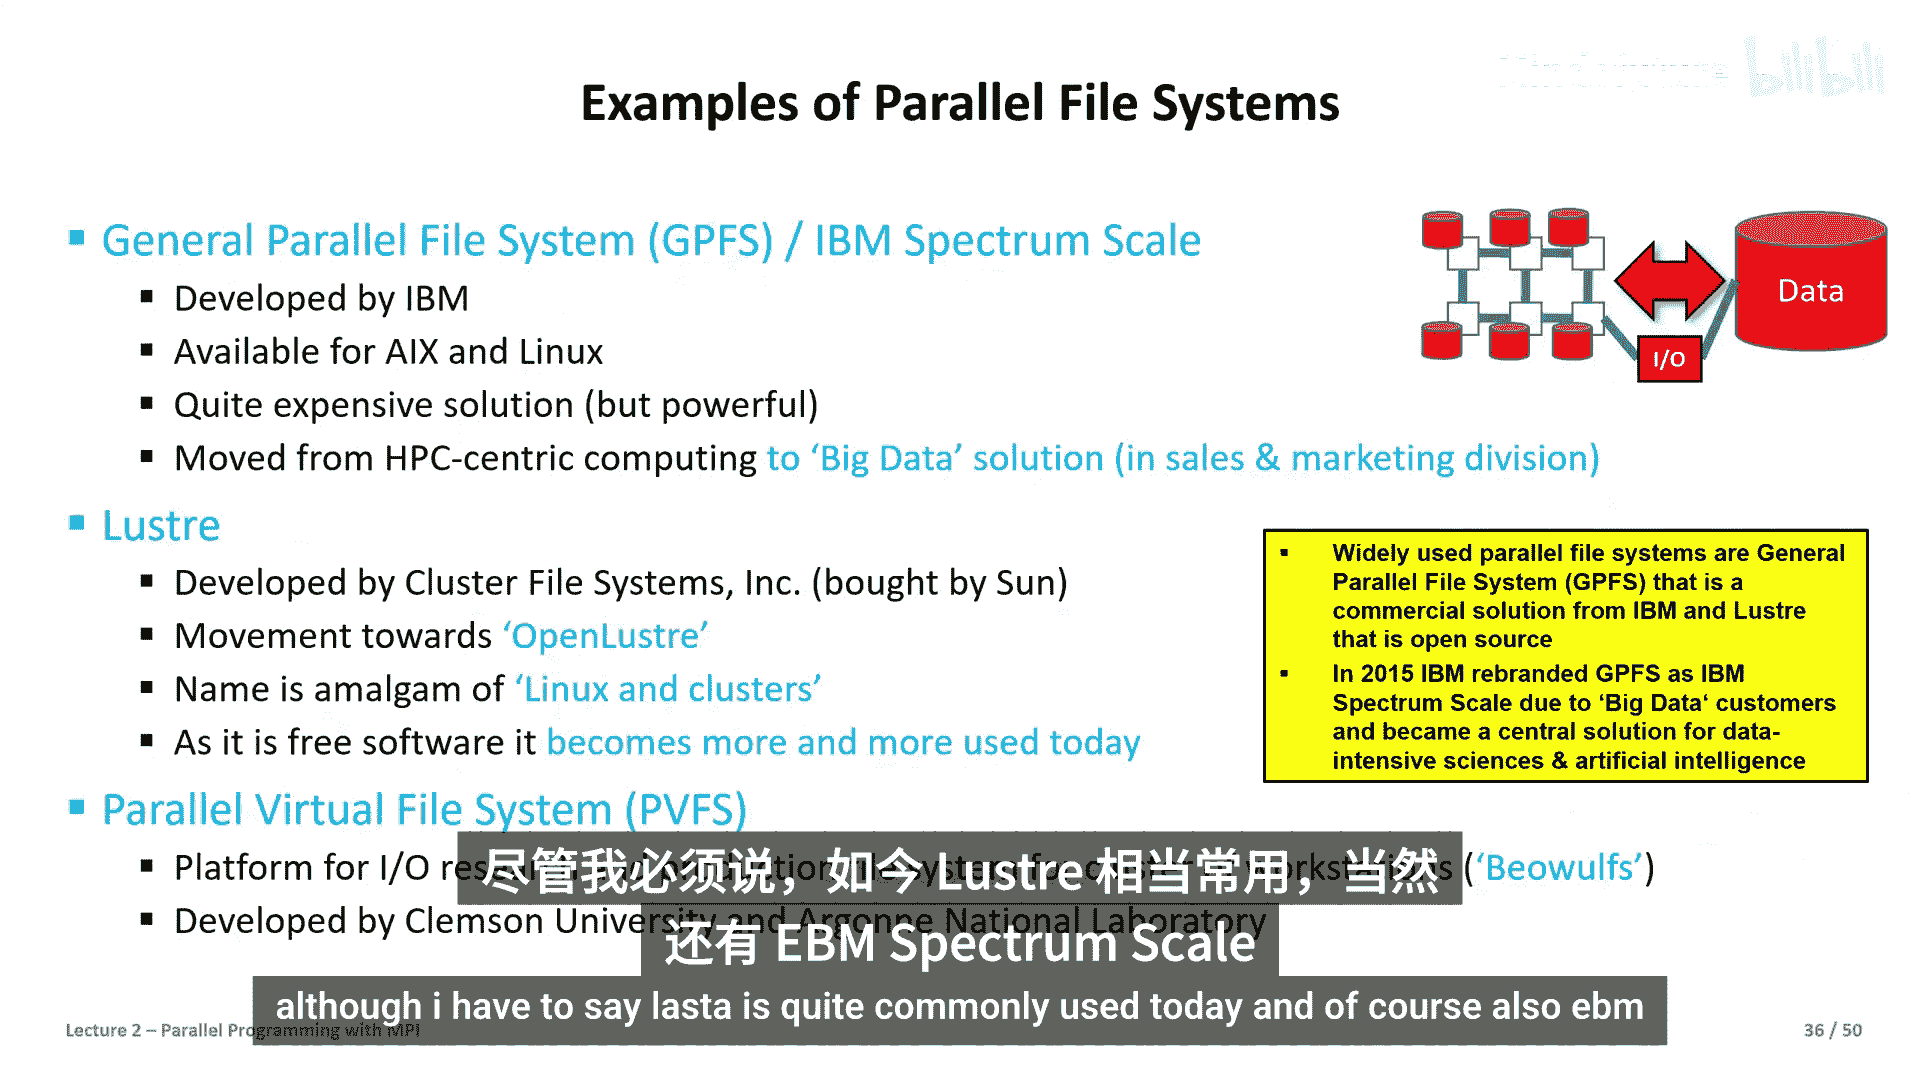 bilibili
Examples of Parallel File Systems
▪ General Parallel File System (GPFS) / IBM Spectrum Scale
▪ Developed by IBM
▪ Available for AIX and Linux
▪ Quite expensive solution (but powerful)
▪ Moved from HPC-centric computing to ‘Big Data’ solution (in sales & marketing division)
Data
I/O
▪ Lustre
▪ Developed by Cluster File Systems, Inc. (bought by Sun)
▪ Movement towards ‘OpenLustre’
▪ Name is amalgam of ‘Linux and clusters’
▪ As it is free software it becomes more and more used today
▪ Widely used parallel file systems are General
Parallel File System (GPFS) that is a
commercial solution from IBM and Lustre
that is open source
▪ In 2015 IBM rebranded GPFS as IBM
Spectrum Scale due to ‘Big Data‘ customers
and became a central solution for data-
intensive sciences & artificial intelligence
▪ Parallel Virtual File System (PVFS)
▪ Platform for I/O (‘Beowulfs’)
▪ Developed by Clemson University and Argonne National Laboratory
尽管我必须说，如今 Lustre 相当常用，当然
还有 EBM Spectrum Scale
although i have to say lasta is quite commonly used today and of course also ebm
Lecture 2 – Parallel Programming with MPI
36 / 50